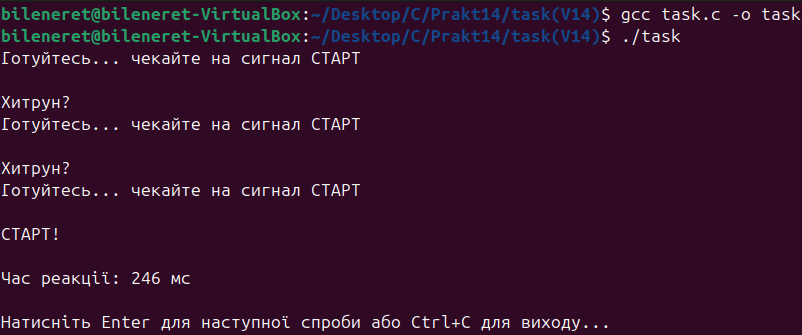 bileneret@bileneret-VirtualBox:~/Desktop/C/Prakt14/task(V14)$ gcc task.c -o task
bileneret@bileneret-VirtualBox:~/Desktop/C/Prakt14/task(V14)$ ./task
Готуйтесь... чекайте на сигнал СТАРТ
Хитрун?
Готуйтесь... чекайте на сигнал СТАРТ
Хитрун?
Готуйтесь... чекайте на сигнал СТАРТ
СТАРТ!
Час реакції: 246 мс
Натисніть Enter для наступної спроби або Ctrl+C для виходу...